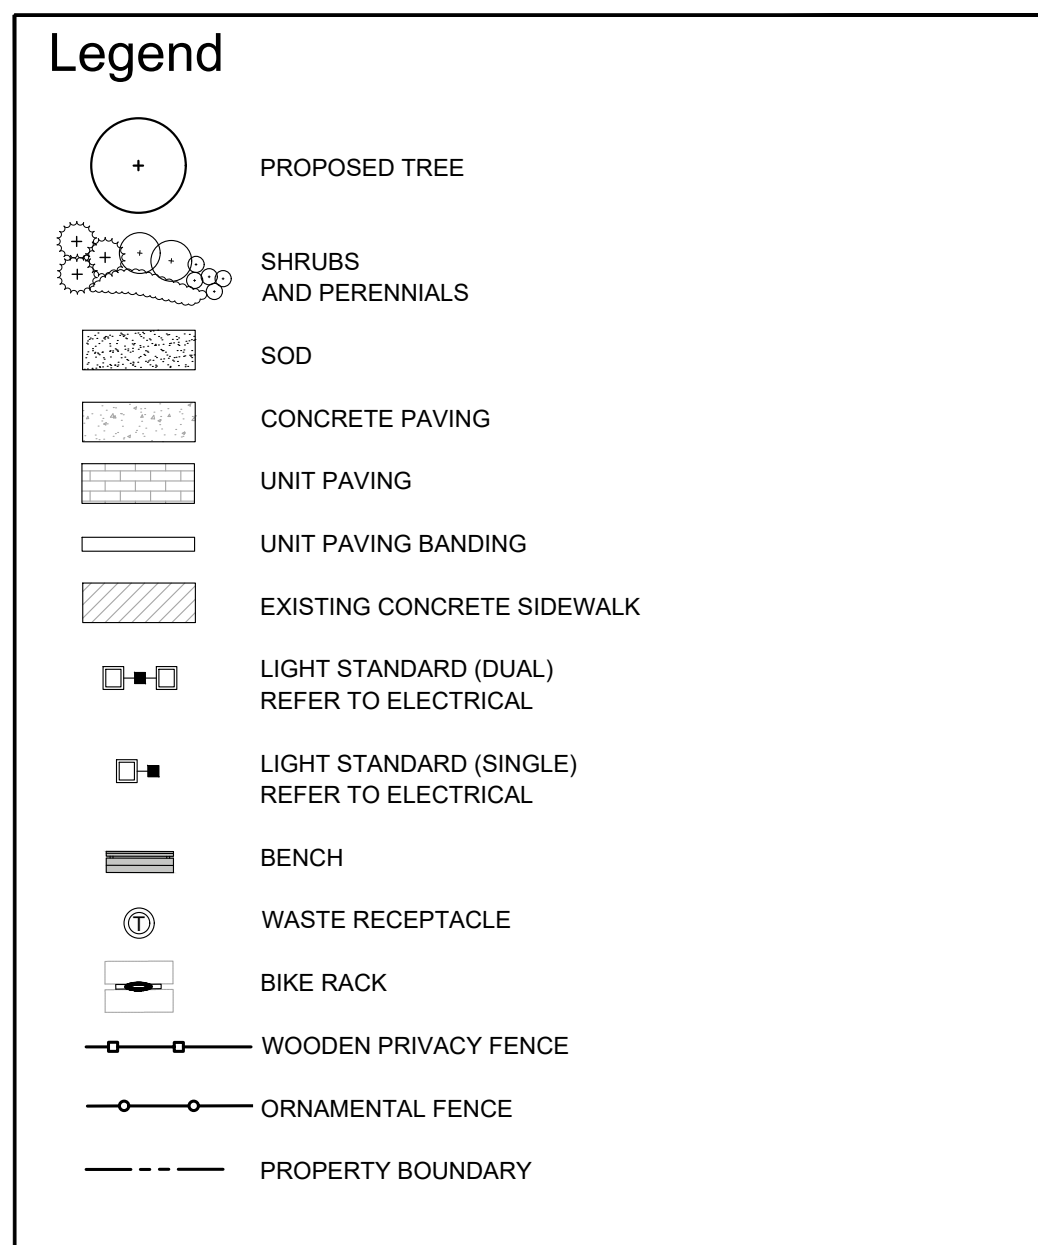 Legend
PROPOSED TREE
SHRUBS
AND PERENNIALS
SOD
CONCRETE PAVING
UNIT PAVING
UNIT PAVING BANDING
EXISTING CONCRETE SIDEWALK
LIGHT STANDARD (DUAL)
REFER TO ELECTRICAL
LIGHT STANDARD (SINGLE)
REFER TO ELECTRICAL
BENCH
T
WASTE RECEPTACLE
BIKE RACK
WOODEN PRIVACY FENCE
ORNAMENTAL FENCE
PROPERTY BOUNDARY